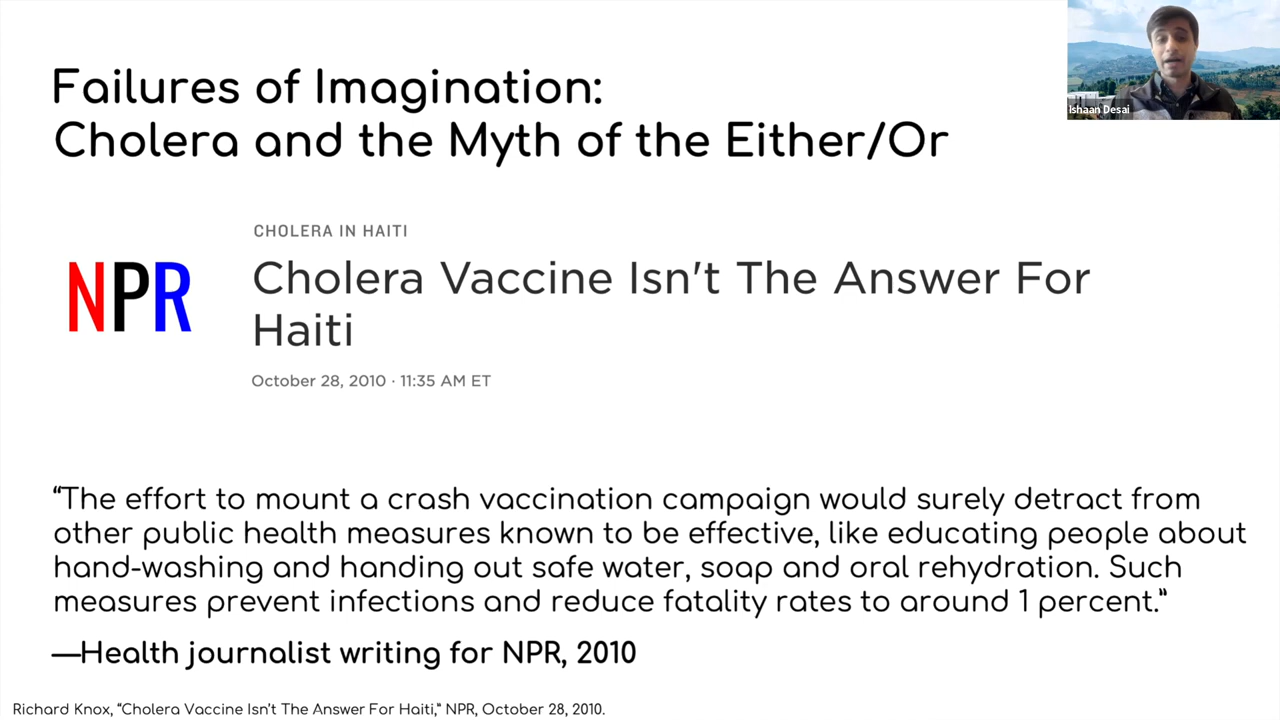 Failures of Imagination:
Cholera and the Myth of the Either/Or
Ishaan Desai
CHOLERA IN HAITI
NPR
Cholera Vaccine Isn't The Answer For
Haiti
October 28, 2010 · 11:35 AM ET
“The effort to mount a crash vaccination campaign would surely detract from
other public health measures known to be effective, like educating people about
hand-washing and handing out safe water, soap and oral rehydration. Such
measures prevent infections and reduce fatality rates to around 1 percent.”
—Health journalist writing for NPR, 2010
Richard Knox, “Cholera Vaccine Isn’t The Answer For Haiti,” NPR, October 28, 2010.